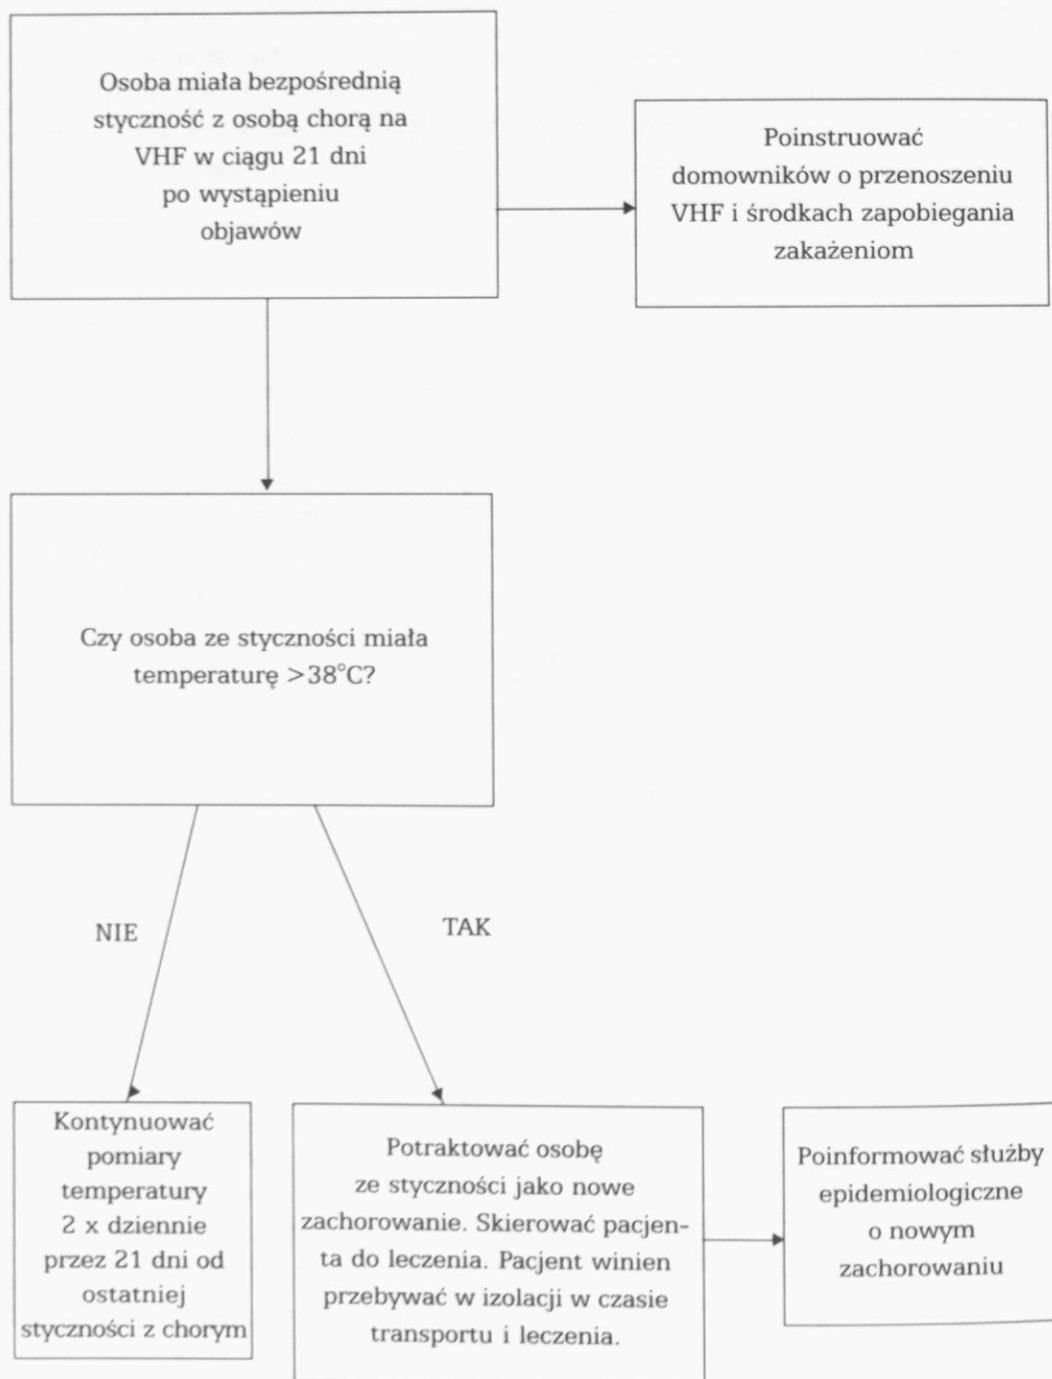 Osoba miała bezpośrednią
styczność z osobą chorą na
VHF w ciągu 21 dni
po wystąpieniu
objawów
Poinstruować
domowników o przenoszeniu
VHF i środkach zapobiegania
zakażeniom
Czy osoba ze styczności miała
temperaturę >38°C?
NIE
TAK
Kontynuować
pomiary
temperatury
2 x dziennie
przez 21 dni od
ostatniej
styczności z chorym
Potraktować osobę
ze styczności jako nowe
zachorowanie. Skierować pacjen-
ta do leczenia. Pacjent winien
przebywać w izolacji w czasie
transportu i leczenia.
Poinformować służby
epidemiologiczne
o nowym
zachorowaniu